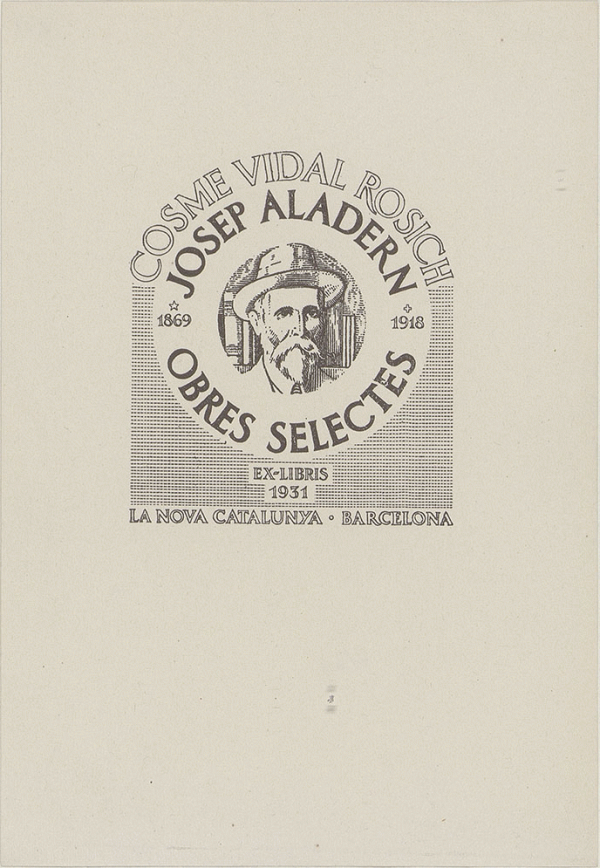 COSME VIDAL ROSICH
JOSEP ALADERN
☆ 1869
+ 1918
OBRES SELECTES
EX-LIBRIS
1931
LA NOVA CATALUNYA · BARCELONA